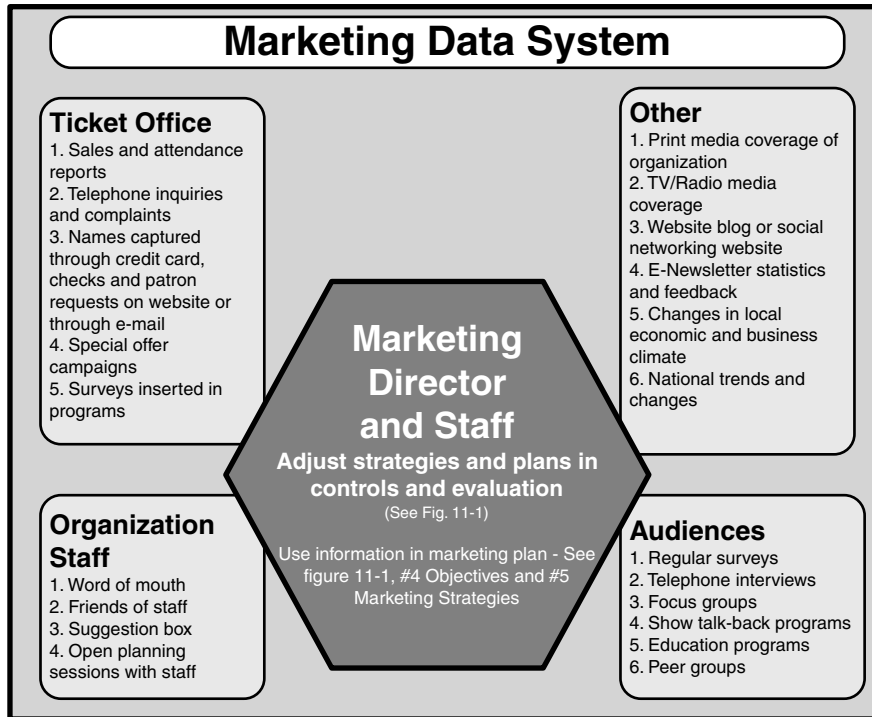 Marketing Data System
Ticket Office
1. Sales and attendance
reports
2. Telephone inquiries
and complaints
3. Names captured
through credit card,
checks and patron
requests on website or
through e-mail
4. Special offer
campaigns
5. Surveys inserted in
programs
Other
1. Print media coverage of
organization
2. TV/Radio media
coverage
3. Website blog or social
networking website
4. E-Newsletter statistics
and feedback
5. Changes in local
economic and business
climate
6. National trends and
changes
Marketing
Director
and Staff
Adjust strategies and plans in
controls and evaluation
(See Fig. 11-1)
Use information in marketing plan - See
figure 11-1, #4 Objectives and #5
Marketing Strategies
Organization
Staff
1. Word of mouth
2. Friends of staff
3. Suggestion box
4. Open planning
sessions with staff
Audiences
1. Regular surveys
2. Telephone interviews
3. Focus groups
4. Show talk-back programs
5. Education programs
6. Peer groups